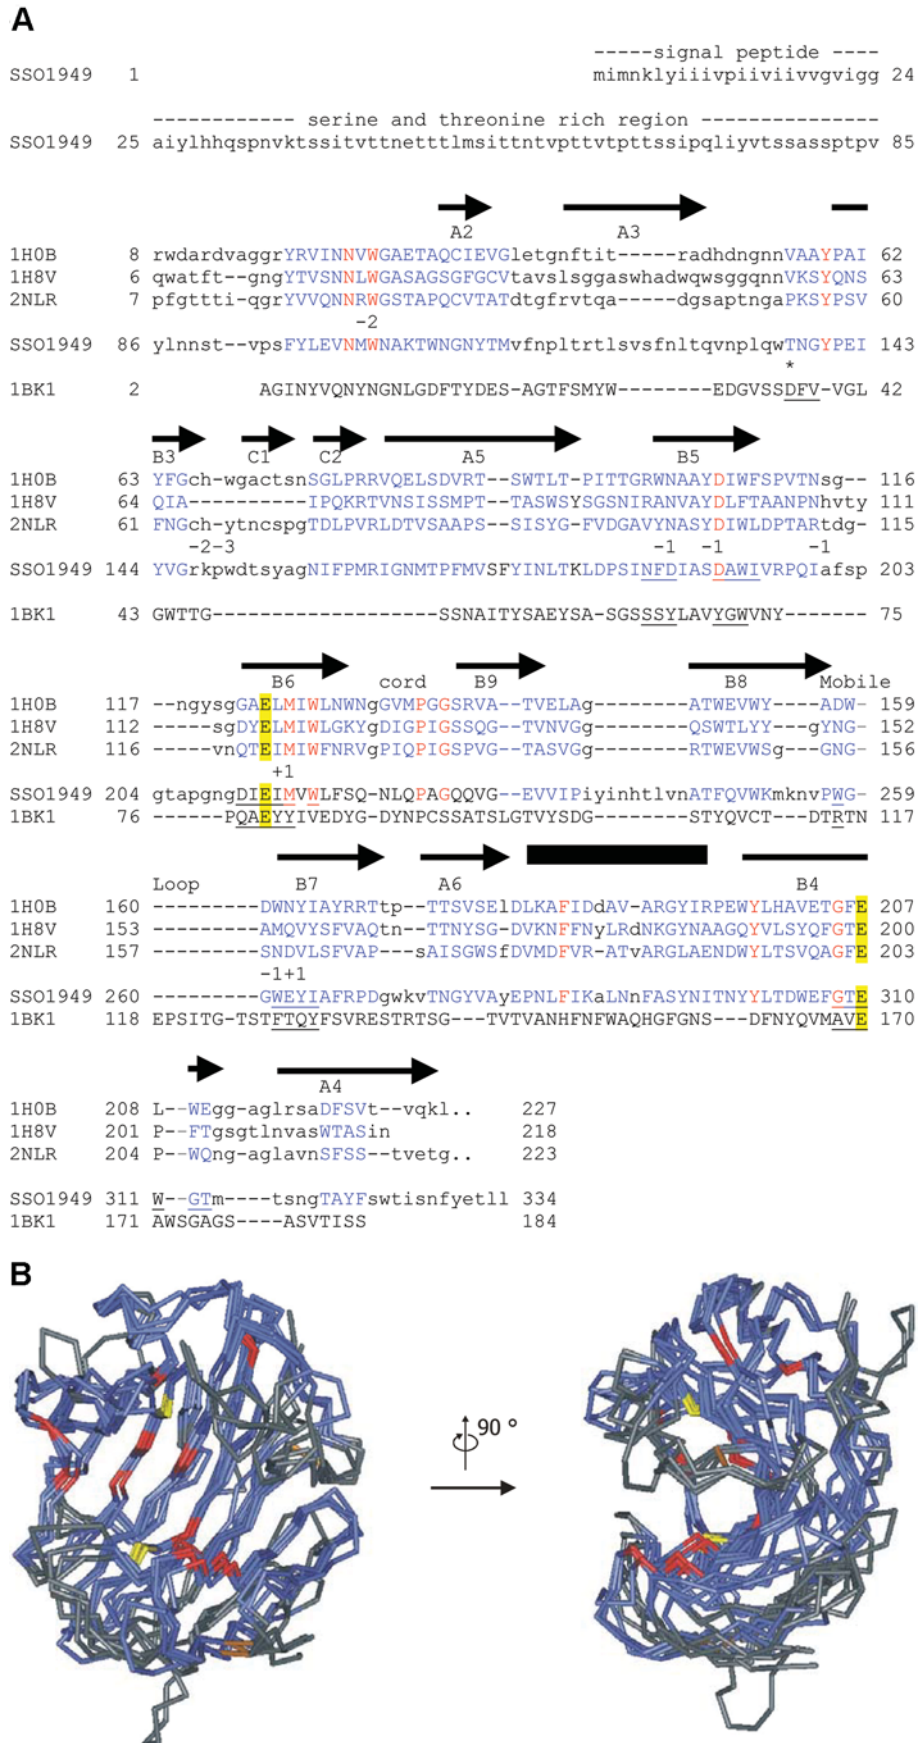 A
-----signal peptide ----
SSO1949 1 mimnklyiiivpiiviivvgvigg 24
------------ serine and threonine rich region ---------------
SSO1949 25 aiylhhqspnvktssitvttnetttlmsittntvpttvtpttssipqliyvtssassptpv 85
A2 A3
1H0B 8 rwdardvaggrYRVINNVWGAETAQCIEVGletgnftit-----radhdngnnVAAYPAI 62
1H8V 6 qwatft--gngYTVSNNLWGASAGSGFGCVtavslsggaswhadwqwsggqnnVKSYQNS 63
2NLR 7 pfgtttti-qgrYYVQNNRWGSTAPQCVTATdtgfrvtqa----dgsaptngaPKSYPSV 60
-2
SSO1949 86 ylnnst--vpsFYLEVNMWNAKTWNGNYTMvfnpltrtlsvsfnltqvnplqwTNGYPEI 143
*
1BK1 2 AGINYVQNYNGNLGDFTYDES-AGTFSMYW--------EDGVSSDFV-VGL 42
B3 C1 C2 A5 B5
1H0B 63 YFGch-wgactsnSGLPRRVQELSDVRT--SWTLT-PITTGRWNAAYDIWFSPVTNsg-- 116
1H8V 64 QIA----------IPQKRTVNSISSMPT--TASWSYSGSNIRANVAYDLFTAANPNhvty 111
2NLR 61 FNGch-ytncspgTDLPVRLDTVSAAPS--SISYG-FVDGAVYNASYDIWLDPTARtdg- 115
-2-3 -1 -1 -1
SSO1949 144 YVGrkpwdtsyagNIFPMRIGNMTPFMVSFYINLTKLDPSINFDIASDAWIVRPQIafsp 203
1BK1 43 GWTTG-------------------SSNAITYSAEYSA-SGSSSYLAVYGWVNY------- 75
B6 cord B9 B8 Mobile
1H0B 117 --ngysgGAELMIWLNWNgGVMPGGSRVA--TVELAg--------ATWEVWY---ADW- 159
1H8V 112 -----sgDYELMIWLGKYgDIGPIGSSQG--TVNVGg--------QSWTLYY---gYNG- 152
2NLR 116 -----vnQTEIMIWFNRVgPIQPIGSPVG--TASVGg--------RTWEVWSg--GNG- 156
+1
SSO1949 204 gtapgngDIEIMVWLFSQ-NLQPAGQQVG--EVVIPiyinhtlvnATFQVWKmknvPWG- 259
1BK1 76 ------PQAEYYIVEDYG-DYNPCSSATSLGTVYSDG--------STYQVCT--DTRTN 117
Loop B7 A6 B4
1H0B 160 ---------DWNYIAYRRTtp--TTSVSElDLKAFIDdAV-ARGYIRPEWYLHAVETGFE 207
1H8V 153 ---------AMQVYSFVAQtn--TTNYSG-DVKNFFNyLRdNKGYNAAGQYVLSYQFGTE 200
2NLR 157 ---------SNDVLSFVAP---sAISGWSfDVMDFVR-ATvARGLAENDWYLTSVQAGFE 203
-1+1
SSO1949 260 ---------GWEYIAFRPDgwkvTNGYVAyEPNLFIKaLNnFASYNITNYYLTDWEFGTE 310
1BK1 118 EPSITG-TSTFTQYFSVRESTRTSG---TVTVANHFNFWAQHGFGNS---DFNYQVMAVE 170
A4
1H0B 208 L--WEgg-aglrsaDFSVt--vqkl.. 227
1H8V 201 P--FTgsgtlnvasWTASin 218
2NLR 204 P--WQng-aglavnSFSS--tvetg.. 223
SSO1949 311 W--GTm----tsngTAYFswtisnfyetll 334
1BK1 171 AWSGAGS----ASVTISS 184
B
90 °